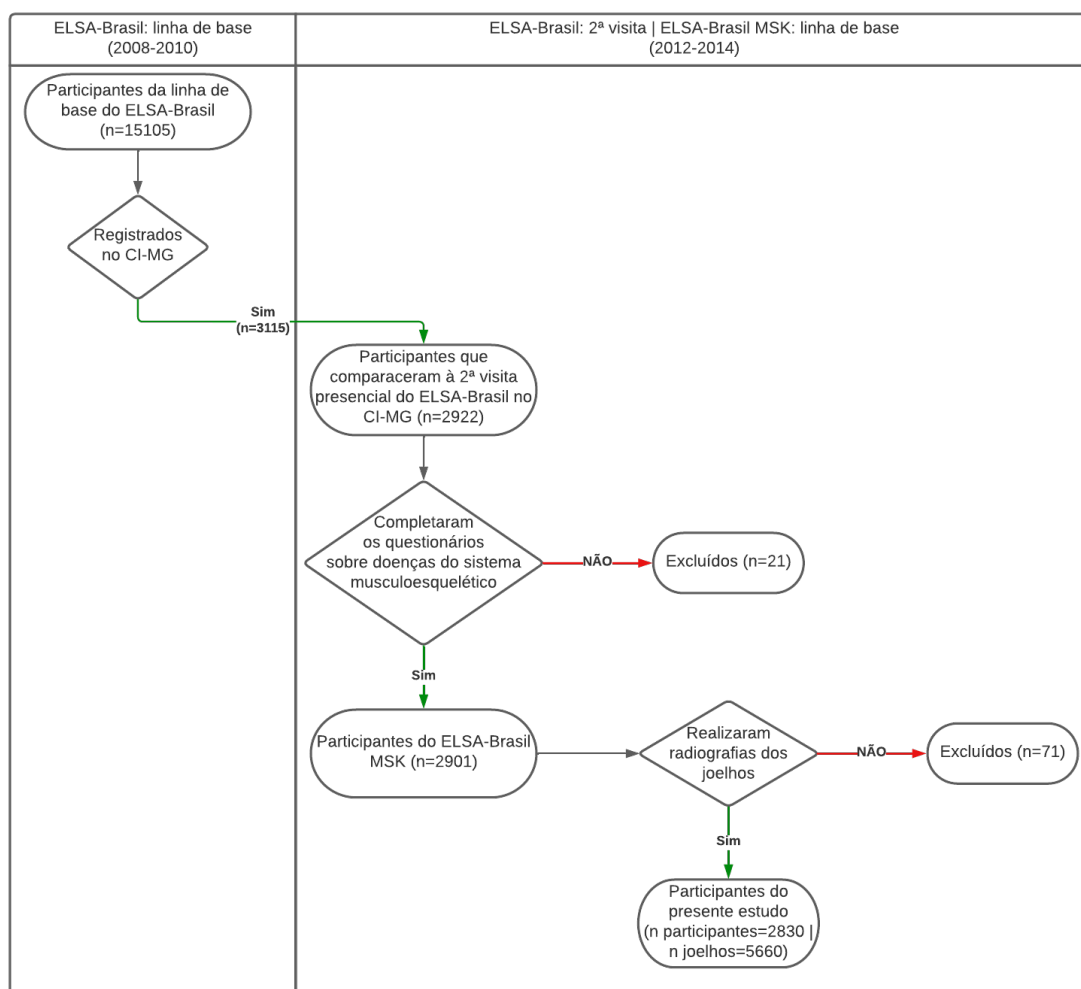 ELSA-Brasil: linha de base
(2008-2010)
ELSA-Brasil: 2ª visita | ELSA-Brasil MSK: linha de base
(2012-2014)
Participantes da linha de
base do ELSA-Brasil
(n=15105)
Registrados
no CI-MG
Sim
(n=3115)
Participantes que
comparaceram à 2ª visita
presencial do ELSA-Brasil no
CI-MG (n=2922)
Completaram
os questionários
sobre doenças do sistema
musculoesquelético
NÃO
Excluídos (n=21)
Sim
Participantes do ELSA-Brasil
MSK (n=2901)
Realizaram
radiografias dos
joelhos
NÃO
Excluídos (n=71)
Sim
Participantes do
presente estudo
(n participantes=2830 |
n joelhos=5660)